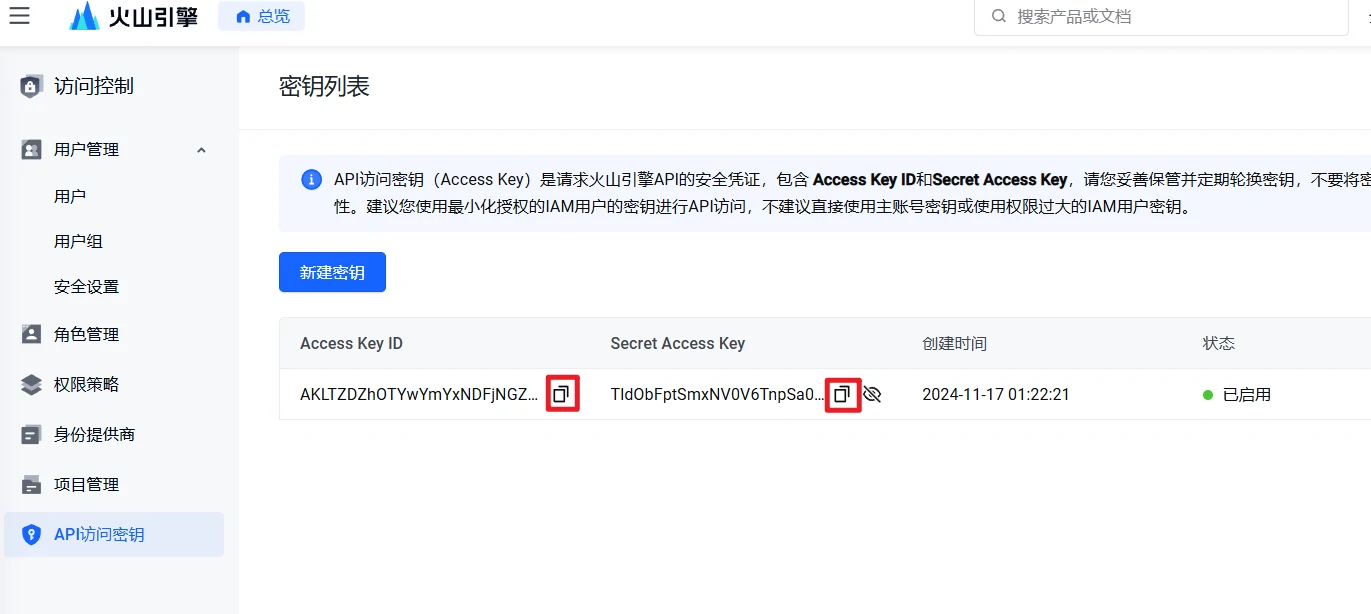 火山引擎
总览
搜索产品或文档
访问控制
用户管理
用户
用户组
安全设置
角色管理
权限策略
身份提供商
项目管理
API访问密钥
密钥列表
API访问密钥（Access Key）是请求火山引擎API的安全凭证，包含 Access Key ID和Secret Access Key，请您妥善保管并定期轮换密钥，不要将密
性。建议您使用最小化授权的IAM用户的密钥进行API访问，不建议直接使用主账号密钥或使用权限过大的IAM用户密钥。
新建密钥
Access Key ID Secret Access Key 创建时间 状态
AKLTZDZhOTYwYmYxNDFjNGZ... TldObFptSmxNV0V6TnpSa0... 2024-11-17 01:22:21 已启用